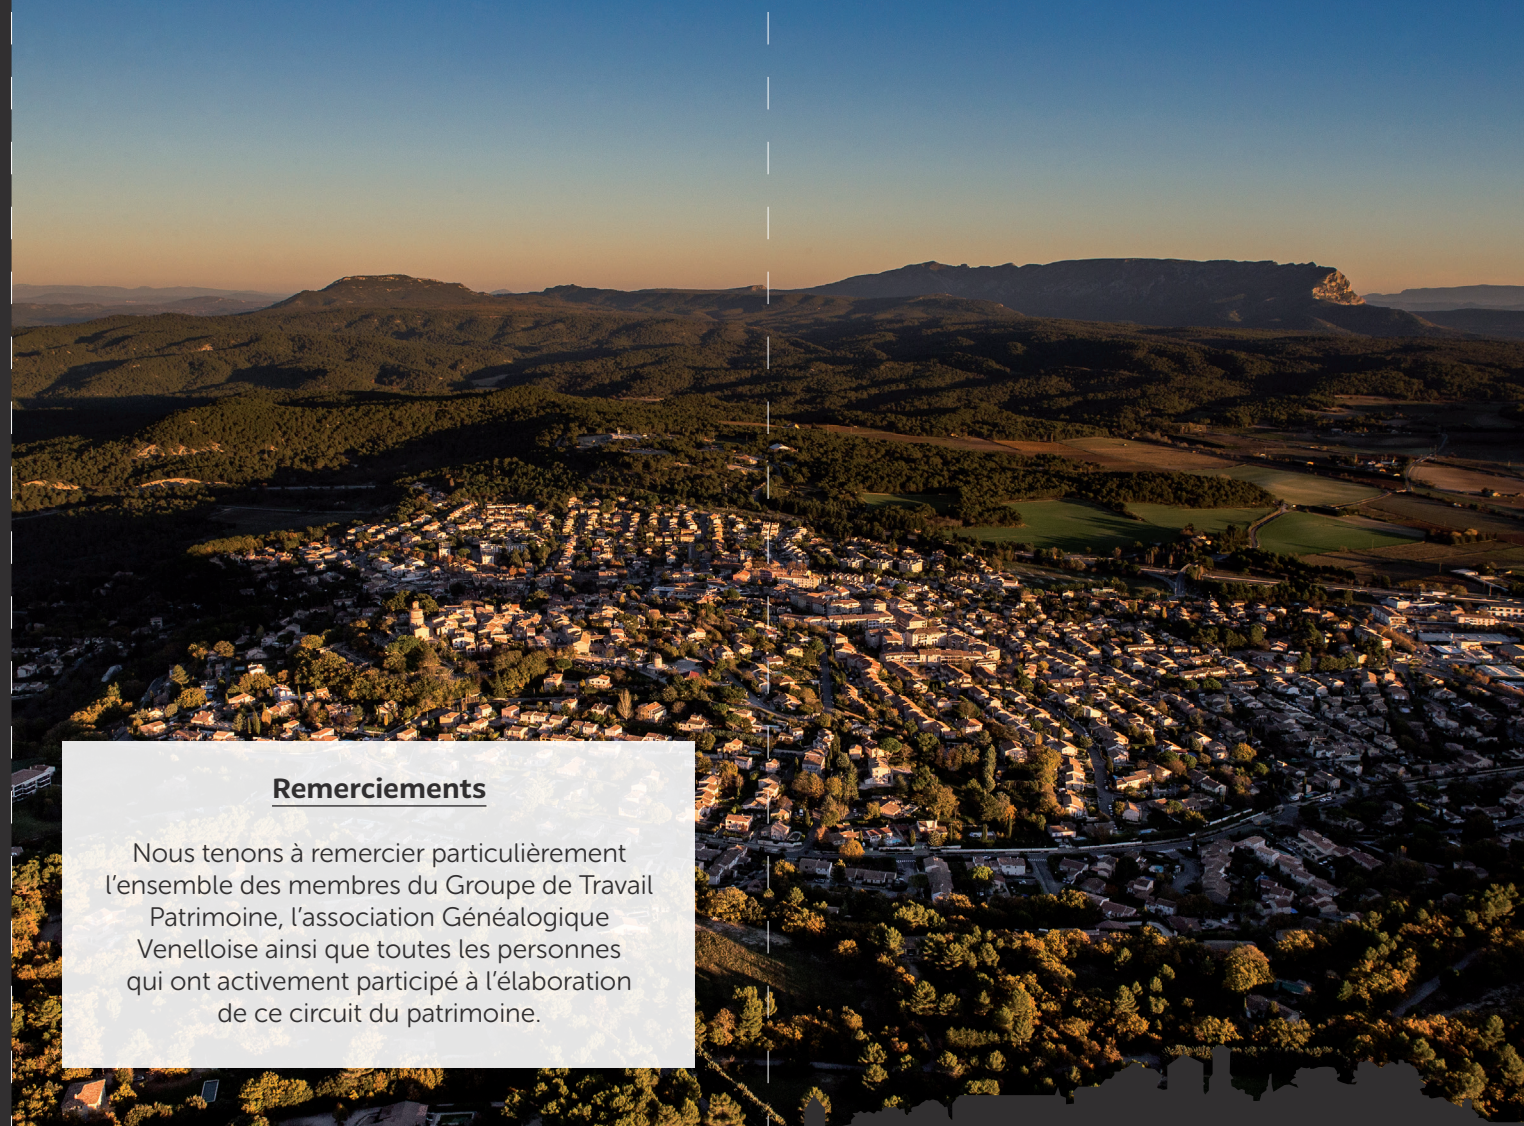 Remerciements
Nous tenons à remercier particulièrement
l’ensemble des membres du Groupe de Travail
Patrimoine, l’association Généalogique
Venelloise ainsi que toutes les personnes
qui ont activement participé à l’élaboration
de ce circuit du patrimoine.